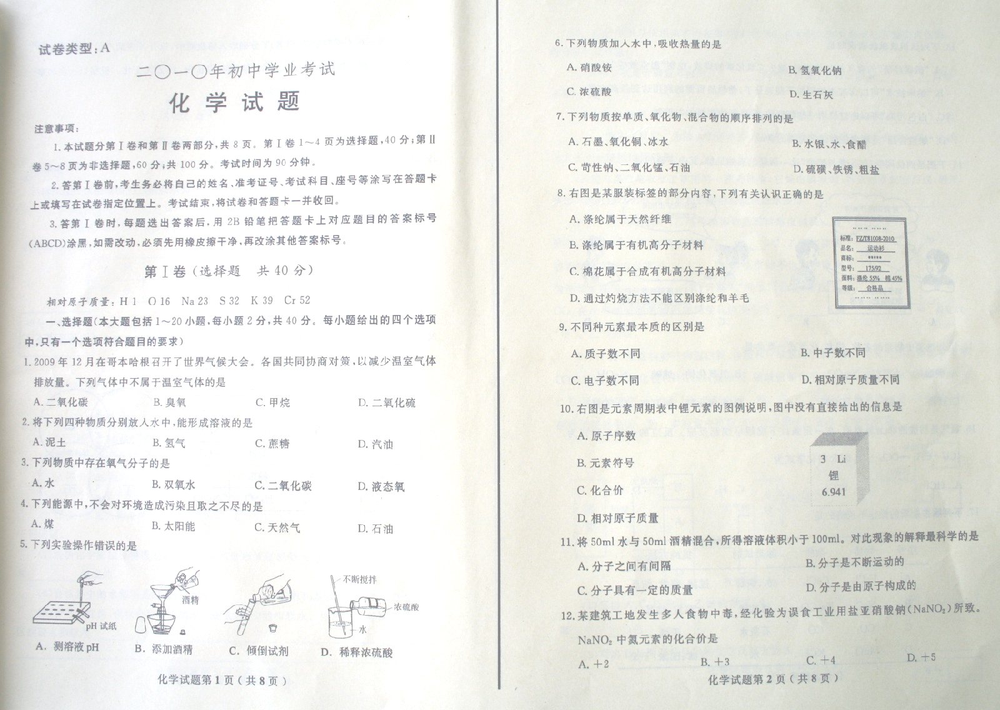 试卷类型:A
二〇一〇年初中学业考试
化学试题
注意事项:
1.本试题分第Ⅰ卷和第Ⅱ卷两部分,共8页。第Ⅰ卷1~4页为选择题,40分;第Ⅱ
卷5~8页为非选择题,60分;共100分。考试时间为90分钟。
2.答第Ⅰ卷前,考生务必将自己的姓名、准考证号、考试科目、座号等涂写在答题卡
上或填写在试卷指定位置上。考试结束,将试卷和答题卡一并收回。
3.答第Ⅰ卷时,每题选出答案后,用2B铅笔把答题卡上对应题目的答案标号
(ABCD)涂黑,如需改动,必须先用橡皮擦干净,再改涂其他答案标号。
第Ⅰ卷(选择题 共40分)
相对原子质量:H 1 O 16 Na 23 S 32 K 39 Cr 52
一、选择题(本大题包括1~20小题,每小题2分,共40分。每小题给出的四个选项
中,只有一个选项符合题目的要求)
1.2009年12月在哥本哈根召开了世界气候大会。各国共同协商对策,以减少温室气体
排放量。下列气体中不属于温室气体的是
A.二氧化碳 B.臭氧 C.甲烷 D.二氧化硫
2.将下列四种物质分别放入水中,能形成溶液的是
A.泥土 B.氢气 C.蔗糖 D.汽油
3.下列物质中存在氧气分子的是
A.水 B.双氧水 C.二氧化碳 D.液态氧
4.下列能源中,不会对环境造成污染且取之不尽的是
A.煤 B.太阳能 C.天然气 D.石油
5.下列实验操作错误的是
pH试纸
酒精
不断搅拌
浓硫酸
水
A.测溶液pH B.添加酒精 C.倾倒试剂 D.稀释浓硫酸
化学试题第1页(共8页)
6.下列物质加入水中,吸收热量的是
A.硝酸铵 B.氢氧化钠
C.浓硫酸 D.生石灰
7.下列物质按单质、氧化物、混合物的顺序排列的是
A.石墨、氧化铜、冰水 B.水银、水、食醋
C.苛性钠、二氧化锰、石油 D.硫磺、铁锈、粗盐
8.右图是某服装标签的部分内容,下列有关认识正确的是
A.涤纶属于天然纤维
B.涤纶属于有机高分子材料
C.棉花属于合成有机高分子材料
D.通过灼烧方法不能区别涤纶和羊毛
标准:FZ/T81008-2010
品名:运动衫
商标:*****
型号:175/92
面料:涤纶55% 棉45%
等级:合格品
9.不同种元素最本质的区别是
A.质子数不同 B.中子数不同
C.电子数不同 D.相对原子质量不同
10.右图是元素周期表中锂元素的图例说明,图中没有直接给出的信息是
A.原子序数
B.元素符号
C.化合价
D.相对原子质量
3 Li
锂
6.941
11.将50ml水与50ml酒精混合,所得溶液体积小于100ml。对此现象的解释最科学的是
A.分子之间有间隔 B.分子是不断运动的
C.分子具有一定的质量 D.分子是由原子构成的
12.某建筑工地发生多人食物中毒,经化验为误食工业用盐亚硝酸钠(NaNO₂)所致。
NaNO₂中氮元素的化合价是
A.+2 B.+3 C.+4 D.+5
化学试题第2页(共8页)